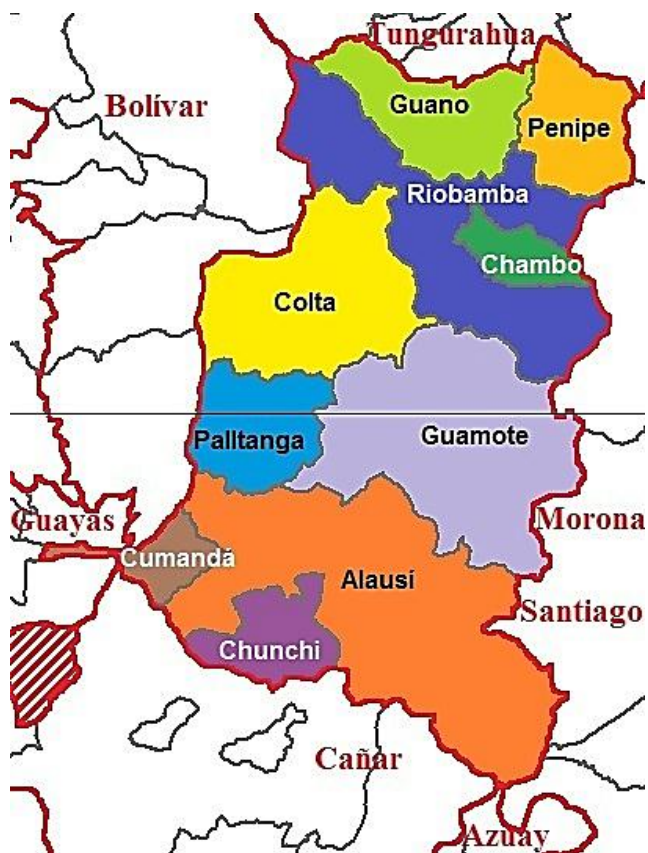 Tungurahua
Bolívar
Guano
Penipe
Riobamba
Chambo
Colta
Palltanga
Guamote
Guayas
Morona
Cumandá
Alausí
Santiago
Chunchi
Cañar
Azuay